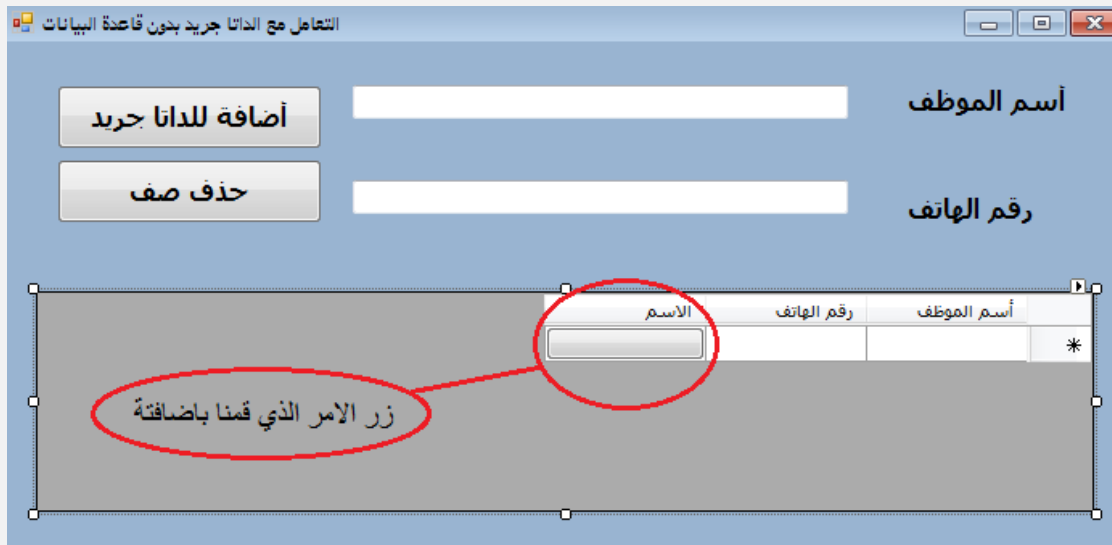 التعامل مع الداتا جريد بدون قاعدة البيانات
أسم الموظف
أضافة للداتا جريد
رقم الهاتف
حذف صف
أسم الموظف رقم الهاتف الاسم
زر الامر الذي قمنا باضافتة